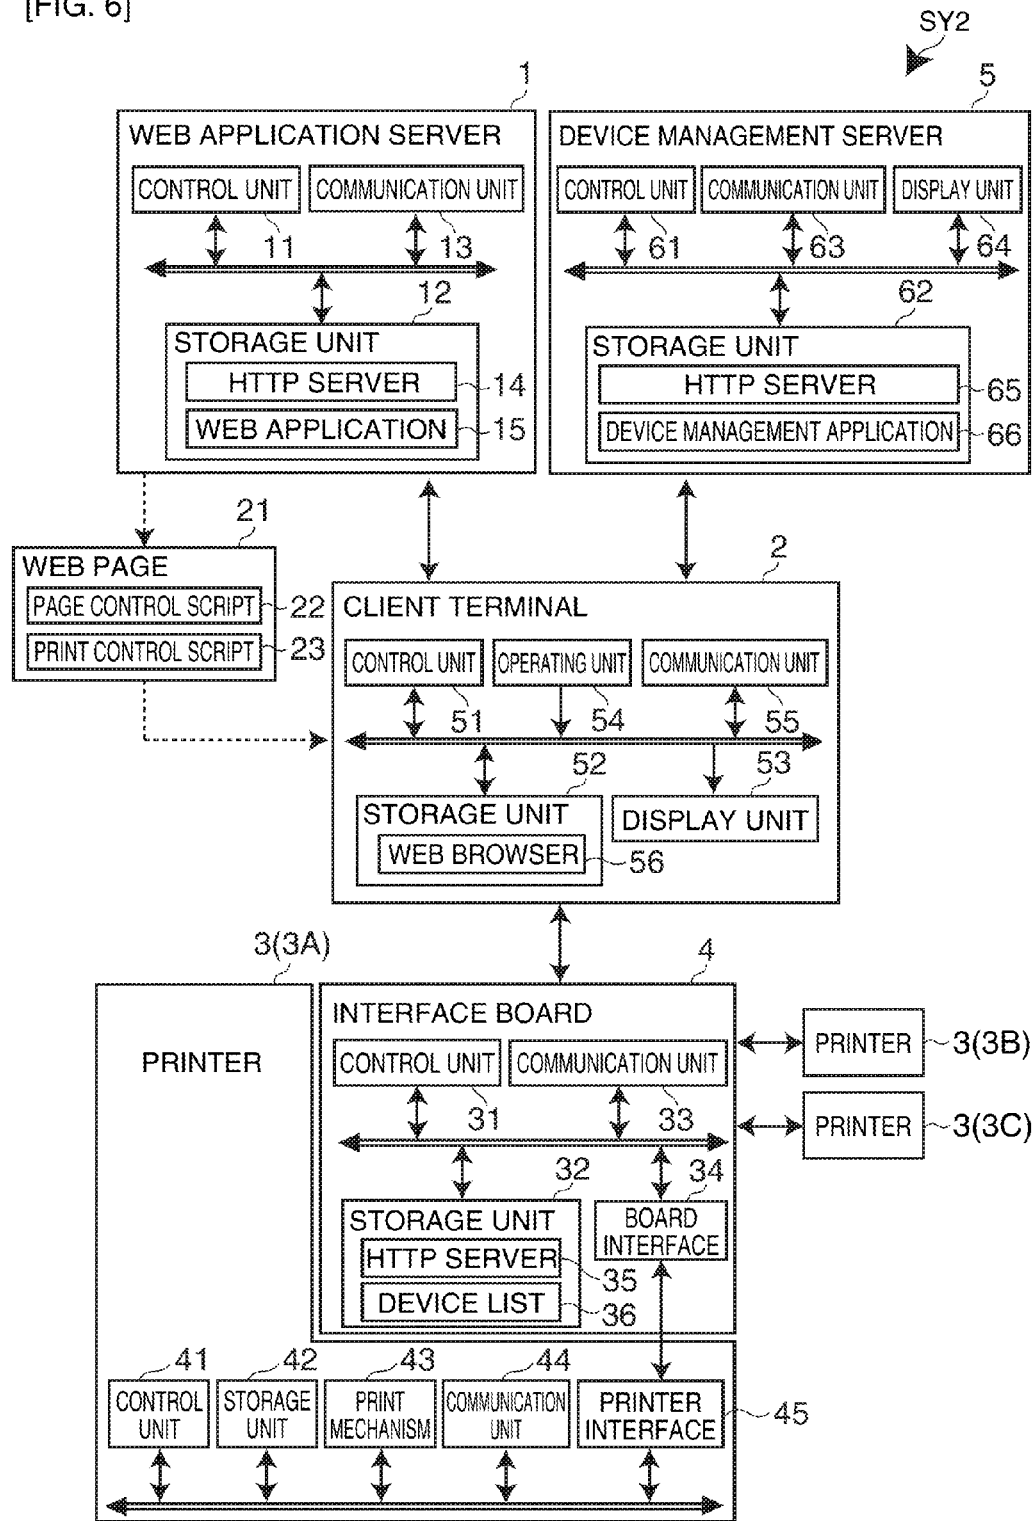 [FIG. 6]
SY2
1
5
WEB APPLICATION SERVER
DEVICE MANAGEMENT SERVER
CONTROL UNIT
COMMUNICATION UNIT
CONTROL UNIT
COMMUNICATION UNIT
DISPLAY UNIT
11
13
61
63
64
12
62
STORAGE UNIT
STORAGE UNIT
HTTP SERVER
14
HTTP SERVER
65
WEB APPLICATION
15
DEVICE MANAGEMENT APPLICATION
66
21
WEB PAGE
PAGE CONTROL SCRIPT
22
PRINT CONTROL SCRIPT
23
2
CLIENT TERMINAL
CONTROL UNIT
OPERATING UNIT
COMMUNICATION UNIT
51
54
55
52
53
STORAGE UNIT
DISPLAY UNIT
WEB BROWSER
56
3(3A)
4
INTERFACE BOARD
PRINTER
CONTROL UNIT
COMMUNICATION UNIT
31
33
PRINTER
3(3B)
PRINTER
3(3C)
32
34
STORAGE UNIT
BOARD
INTERFACE
HTTP SERVER
35
DEVICE LIST
36
41
42
43
44
CONTROL
UNIT
STORAGE
UNIT
PRINT
MECHANISM
COMMUNICATION
UNIT
PRINTER
INTERFACE
45